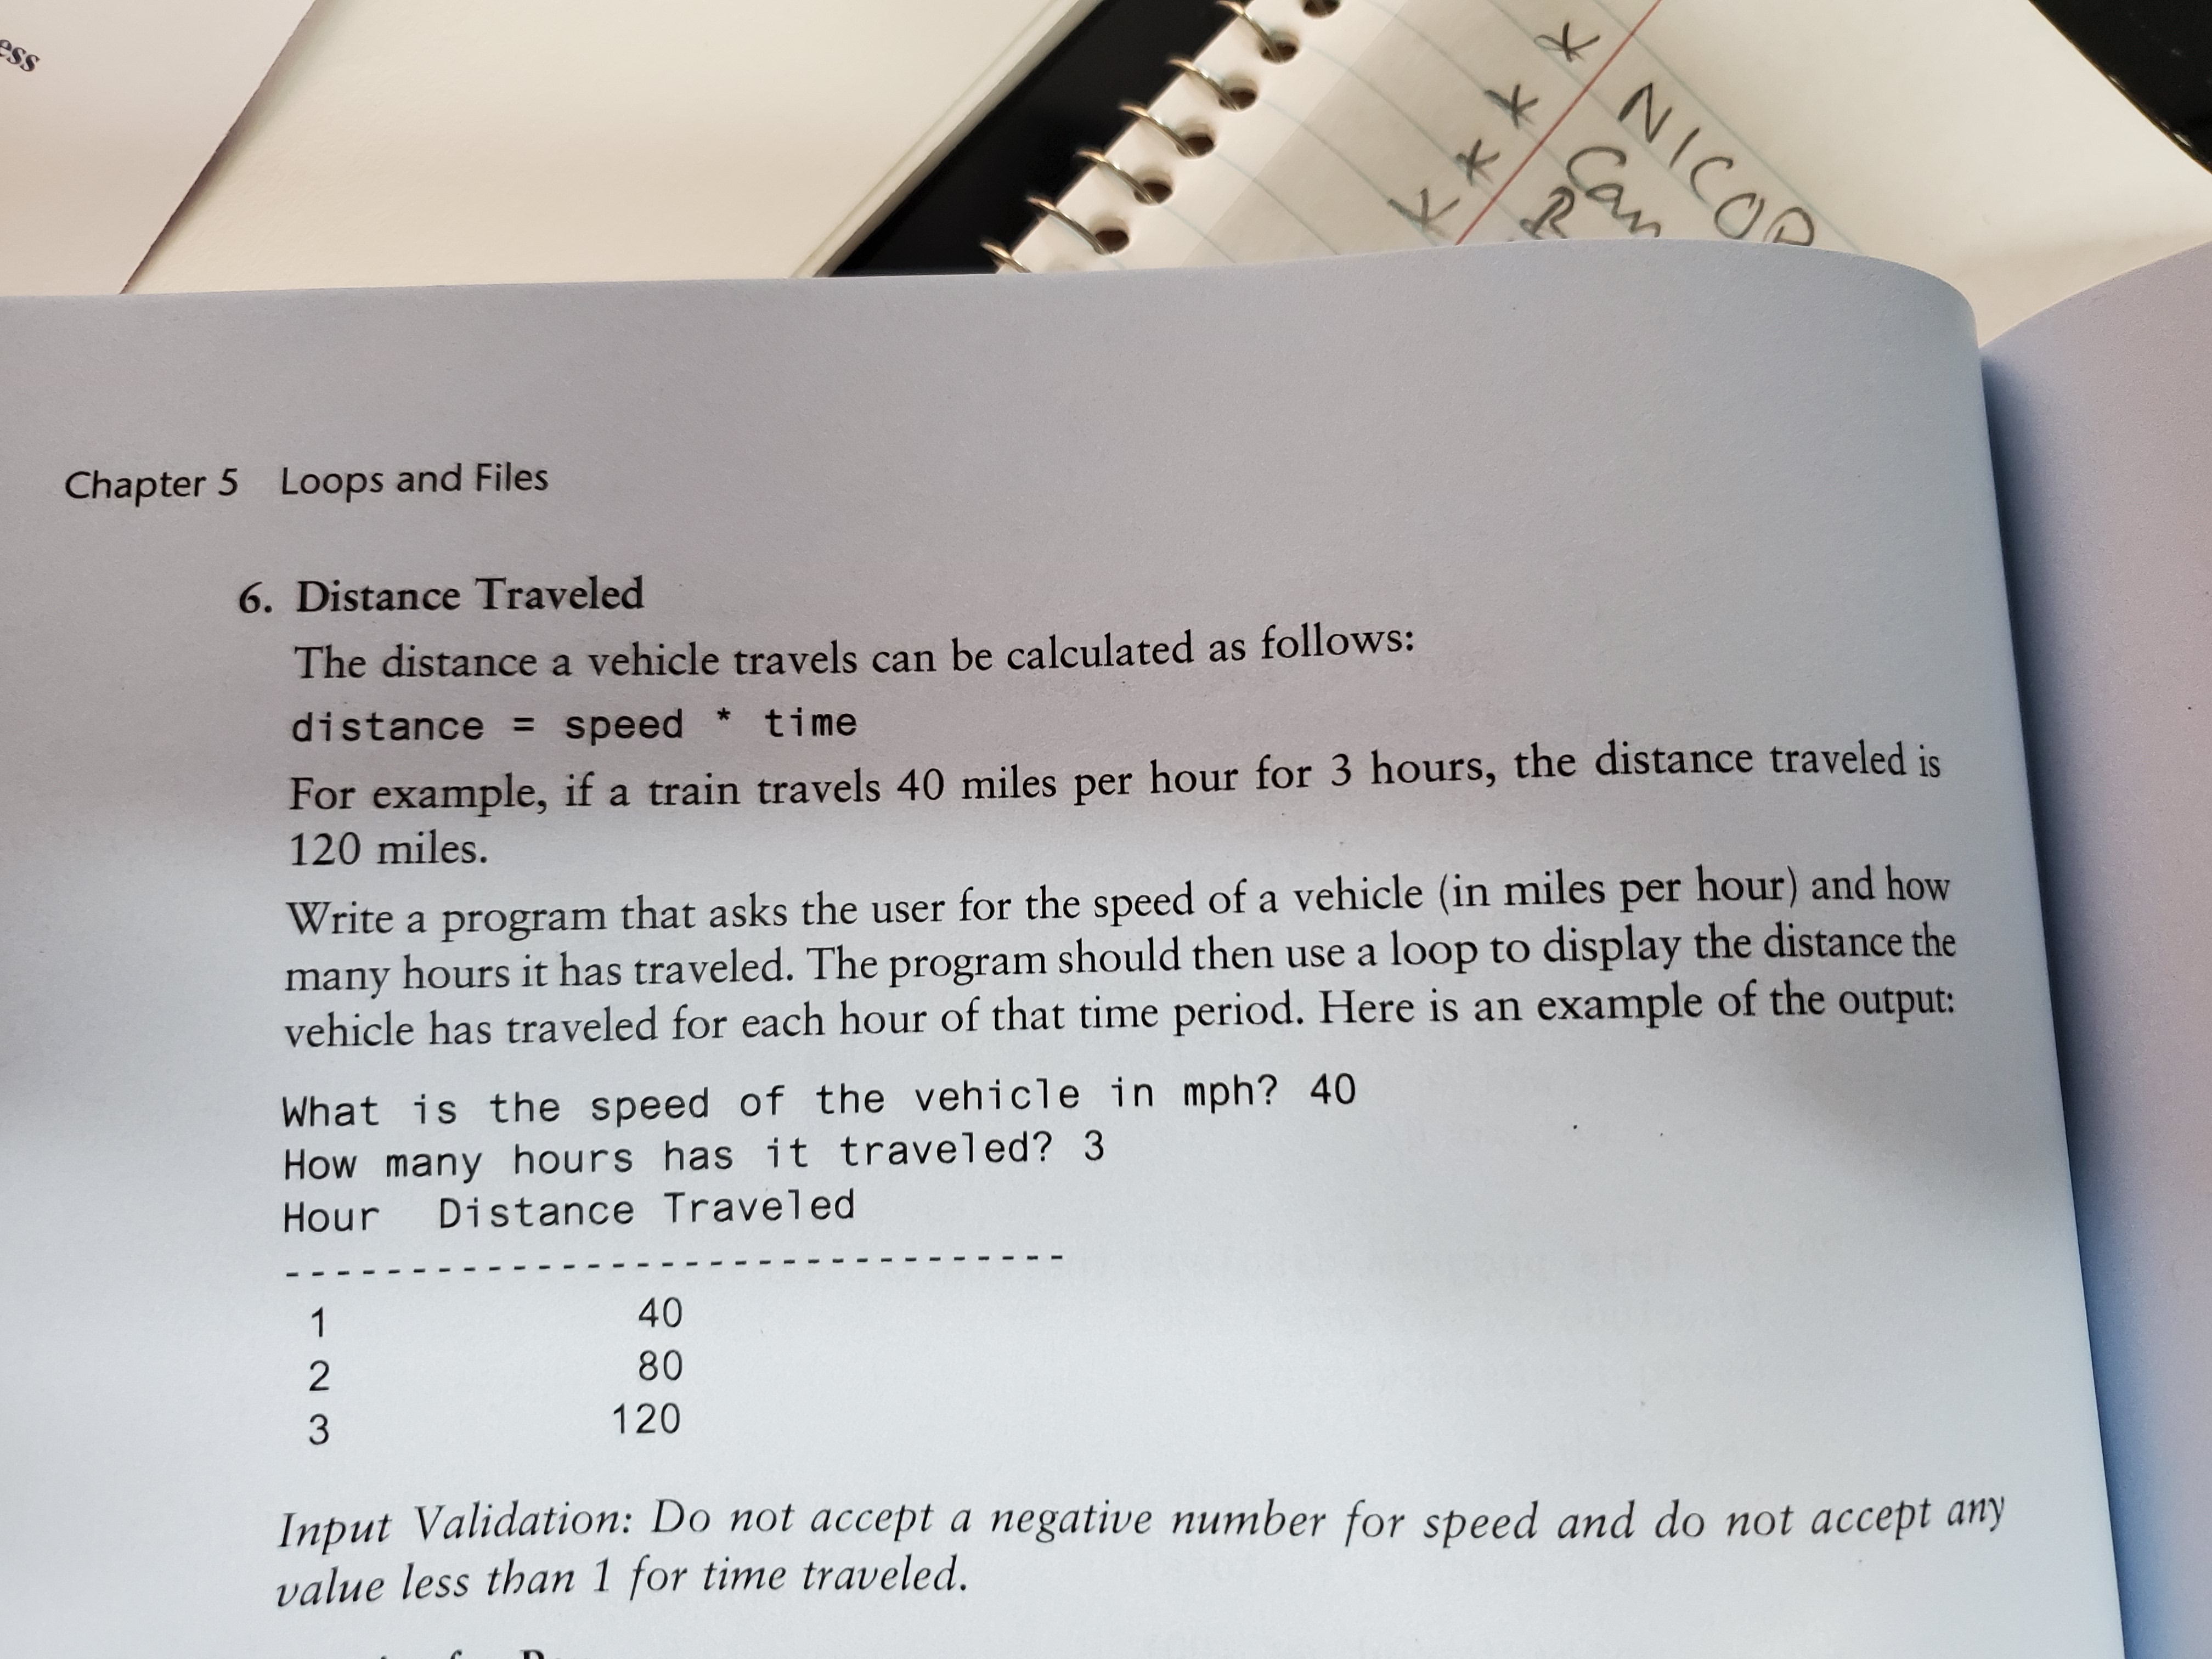 ess
* NICOD
* Can
* R
*
Chapter 5 Loops and Files
6. Distance Traveled
The distance a vehicle travels can be calculated as follows:
distance = speed * time
For example, if a train travels 40 miles per hour for 3 hours, the distance traveled is
120 miles.
Write a program that asks the user for the speed of a vehicle (in miles per hour) and how
many hours it has traveled. The program should then use a loop to display the distance the
vehicle has traveled for each hour of that time period. Here is an example of the output:
What is the speed of the vehicle in mph? 40
How many hours has it traveled? 3
Hour Distance Traveled
-------------------------------
1 40
2 80
3 120
Input Validation: Do not accept a negative number for speed and do not accept any
value less than 1 for time traveled.